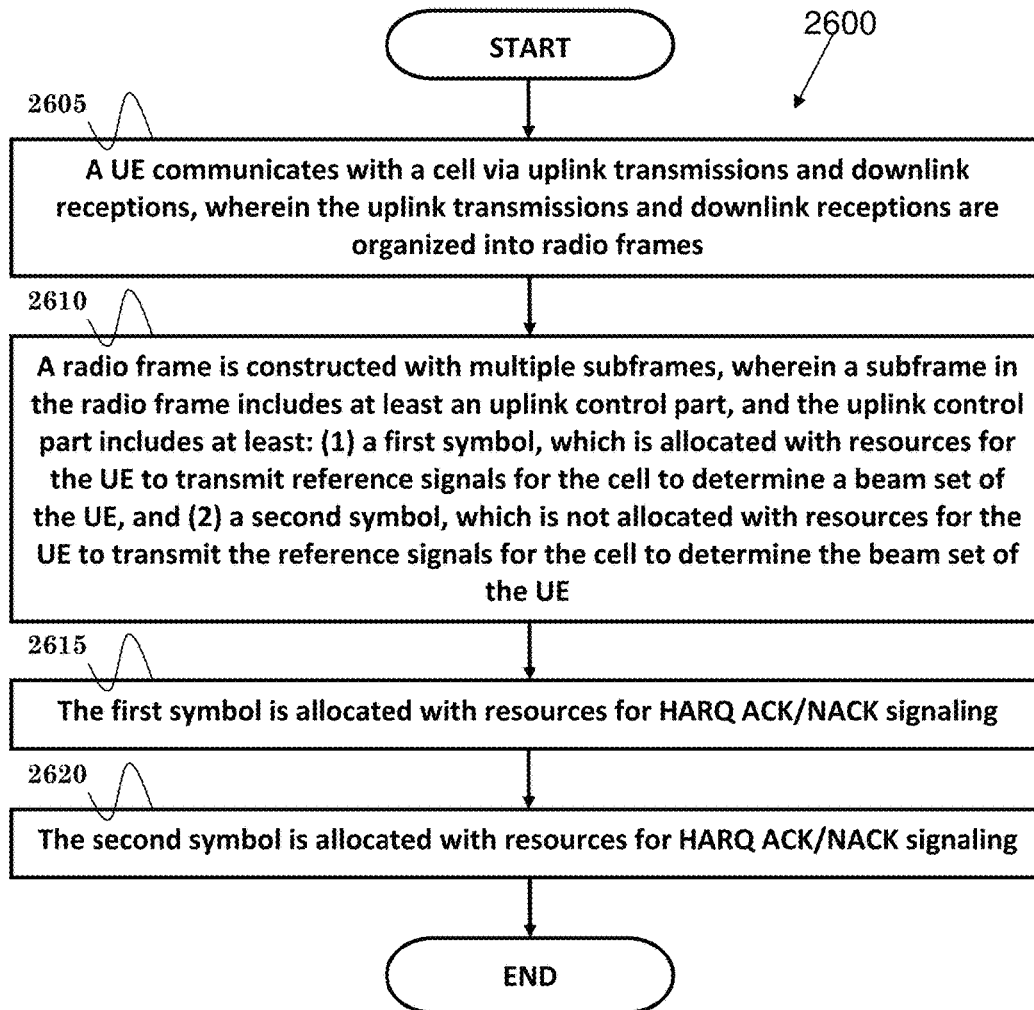 START
2600
2605
A UE communicates with a cell via uplink transmissions and downlink
receptions, wherein the uplink transmissions and downlink receptions are
organized into radio frames
2610
A radio frame is constructed with multiple subframes, wherein a subframe in
the radio frame includes at least an uplink control part, and the uplink control
part includes at least: (1) a first symbol, which is allocated with resources for
the UE to transmit reference signals for the cell to determine a beam set of
the UE, and (2) a second symbol, which is not allocated with resources for the
UE to transmit the reference signals for the cell to determine the beam set of
the UE
2615
The first symbol is allocated with resources for HARQ ACK/NACK signaling
2620
The second symbol is allocated with resources for HARQ ACK/NACK signaling
END